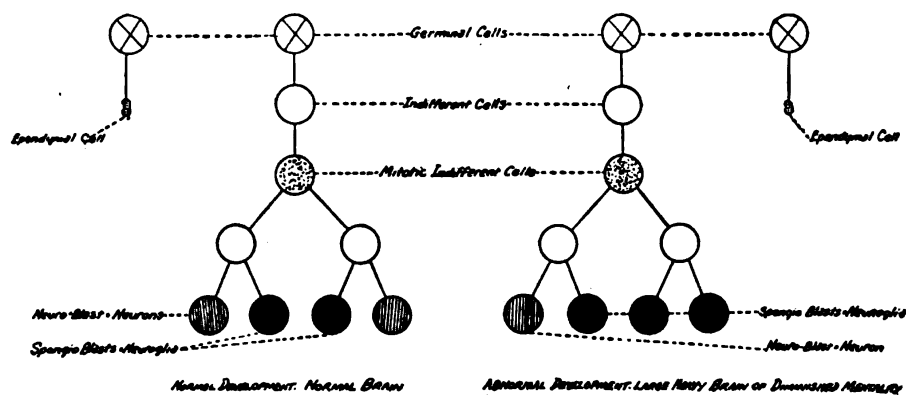 Germinal Cells
Indifferent Cells
Ependymal Cell
Ependymal Cell
Mitotic Indifferent Cells
Neuro-Blast-Neurons
Spongio Blasts-Neuroglia
Spongio Blasts-Neuroglia
Neuro-Blast-Neuron
NORMAL DEVELOPMENT. NORMAL BRAIN
ABNORMAL DEVELOPMENT. LARGE HEAVY BRAIN OF DIMINISHED MENTALITY